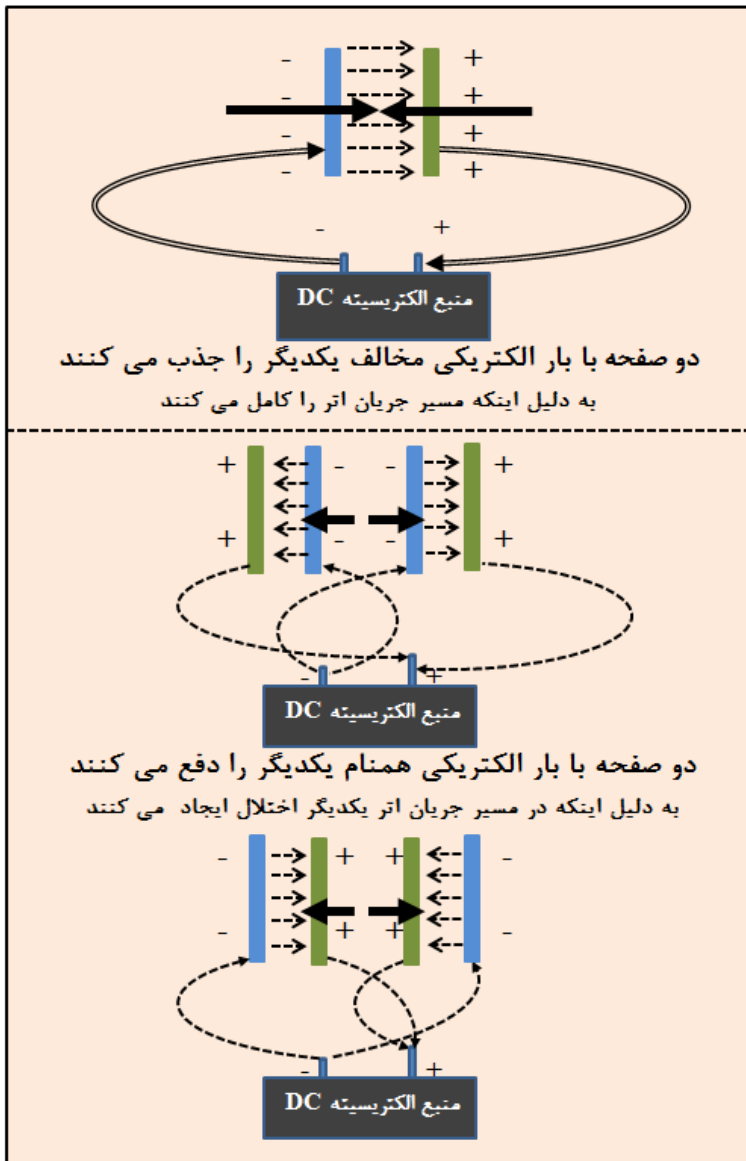 - +
- +
- +
- +
- +
منبع الکتریسیته DC
دو صفحه با بار الکتریکی مخالف یکدیگر را جذب می کنند
به دلیل اینکه مسیر جریان اتر را کامل می کنند
+ - - +
+ - - +
- +
منبع الکتریسیته DC
دو صفحه با بار الکتریکی همنام یکدیگر را دفع می کنند
به دلیل اینکه در مسیر جریان اتر یکدیگر اختلال ایجاد می کنند
- + + -
- + + -
- +
منبع الکتریسیته DC